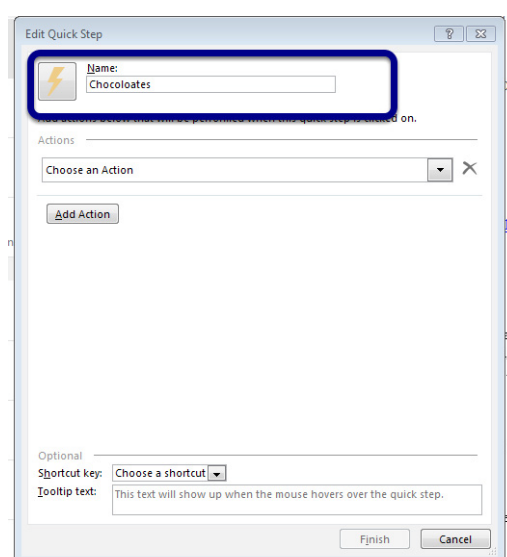 Edit Quick Step
Name:
Chocoloates
Add actions below that will be performed when this quick step is clicked on.
Actions
Choose an Action
Add Action
Optional
Shortcut key: Choose a shortcut
Tooltip text: This text will show up when the mouse hovers over the quick step.
Finish Cancel